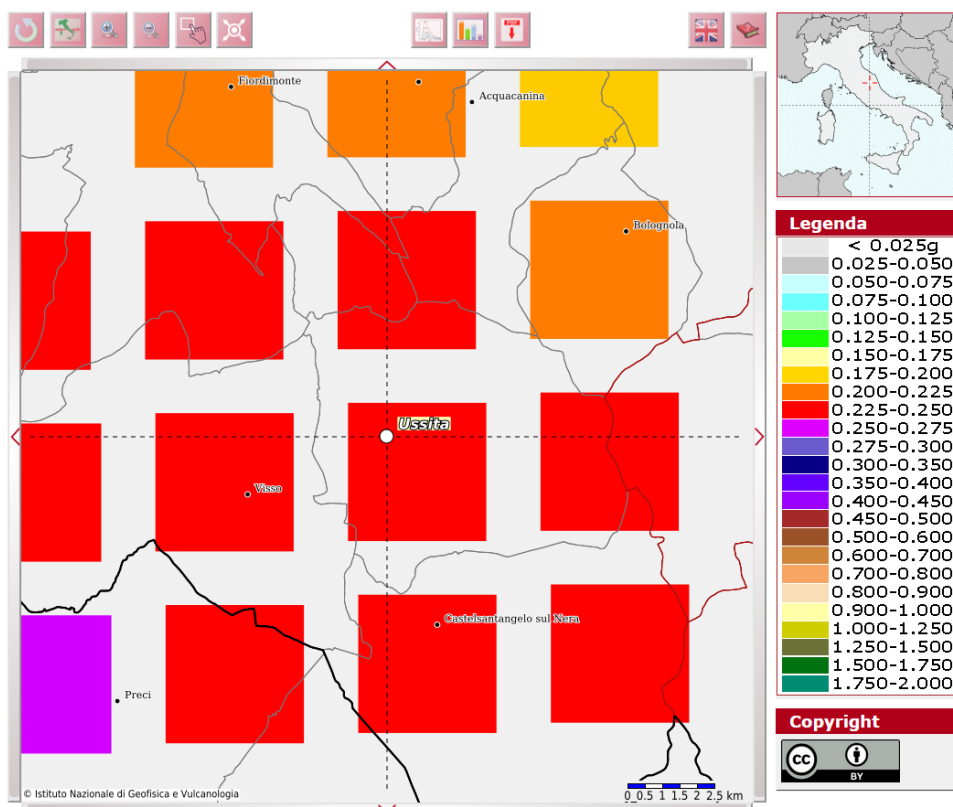 PDF
Fiordimonte
Acquacanina
Bolognola
Ussita
Visso
Castelsantangelo sul Nera
Preci
© Istituto Nazionale di Geofisica e Vulcanologia
0 0.5 1 1.5 2 2.5 km
Legenda
< 0.025g
0.025-0.050
0.050-0.075
0.075-0.100
0.100-0.125
0.125-0.150
0.150-0.175
0.175-0.200
0.200-0.225
0.225-0.250
0.250-0.275
0.275-0.300
0.300-0.350
0.350-0.400
0.400-0.450
0.450-0.500
0.500-0.600
0.600-0.700
0.700-0.800
0.800-0.900
0.900-1.000
1.000-1.250
1.250-1.500
1.500-1.750
1.750-2.000
Copyright
cc
BY